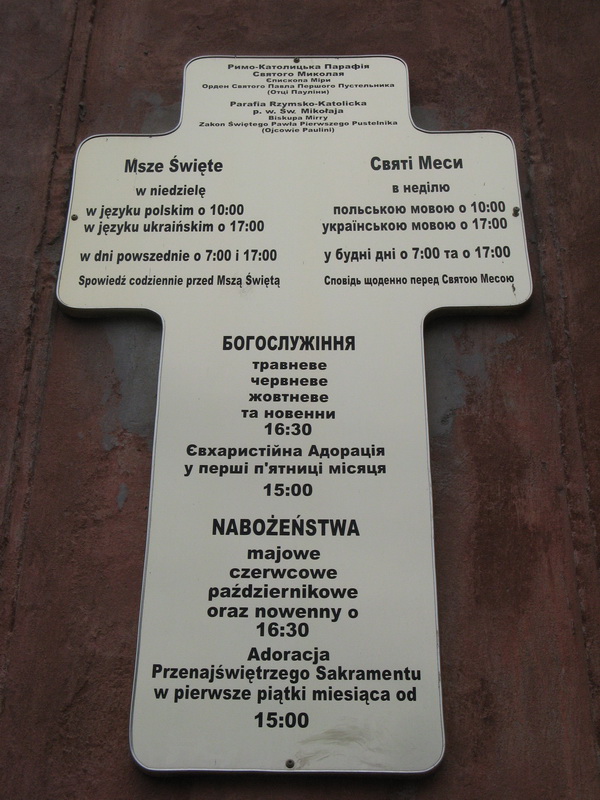 Римо-Католицька Парафія
Святого Миколая
Єпископа Міри
Орден Святого Павла Першого Пустельника
(Отці Пауліни)
Parafia Rzymsko-Katolicka
p. w. Św. Mikołaja
Biskupa Mirry
Zakon Świętego Pawła Pierwszego Pustelnika
(Ojcowie Paulini)
Msze Święte
w niedzielę
w języku polskim o 10:00
w języku ukraińskim o 17:00
w dni powszednie o 7:00 i 17:00
Spowiedź codziennie przed Mszą Świętą
Святі Меси
в неділю
польською мовою о 10:00
українською мовою о 17:00
у будні дні о 7:00 та о 17:00
Сповідь щоденно перед Святою Месою
БОГОСЛУЖІННЯ
травневе
червневе
жовтневе
та новенни
16:30
Євхаристійна Адорація
у перші п'ятниці місяця
15:00
NABOŻEŃSTWA
majowe
czerwcowe
październikowe
oraz nowenny o
16:30
Adoracja
Przenajświętrzego Sakramentu
w pierwsze piątki miesiąca od
15:00